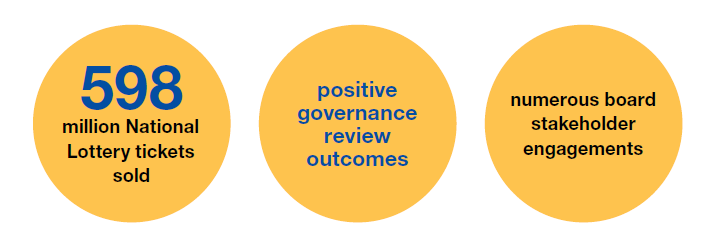 598
million National
Lottery tickets
sold
positive
governance
review
outcomes
numerous board
stakeholder
engagements